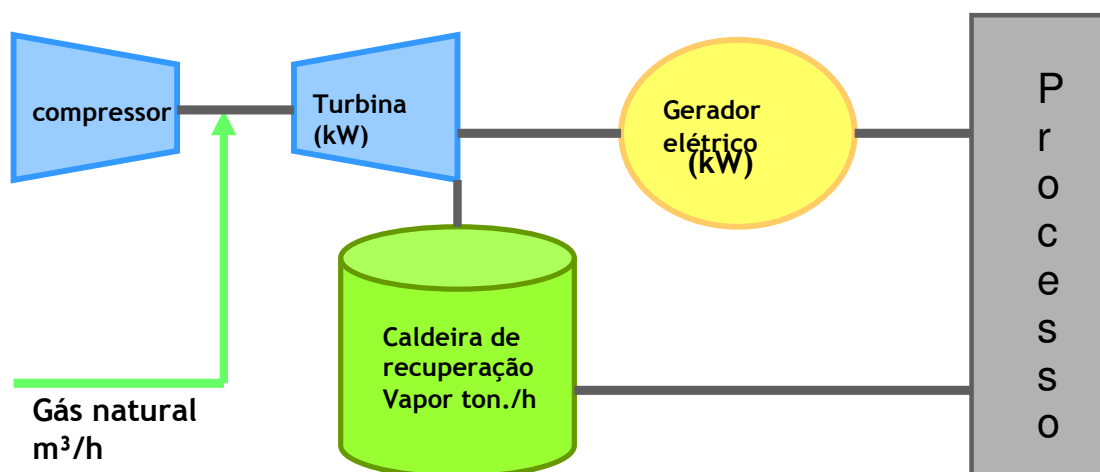 compressor
Turbina
(kW)
Gerador
elétrico
(kW)
P
r
o
c
e
s
s
o
Caldeira de
recuperação
Vapor ton./h
Gás natural
m³/h